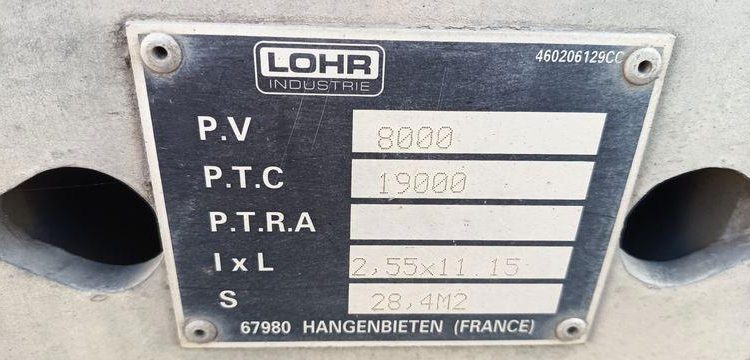 LOHR
INDUSTRIE
460206129CC
P.V 8000
P.T.C 19000
P.T.R.A
l x L 2,55x11.15
S 28,4M2
67980 HANGENBIETEN (FRANCE)